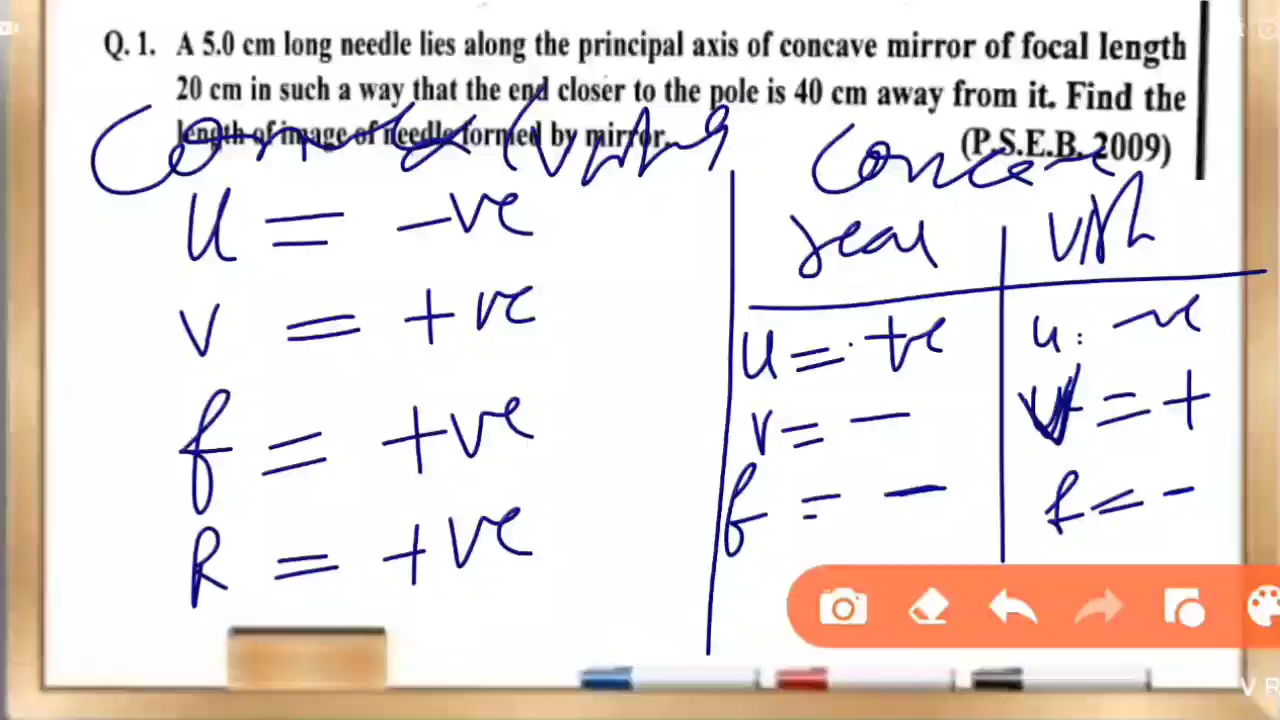 Q. 1. A 5.0 cm long needle lies along the principal axis of concave mirror of focal length
20 cm in such a way that the end closer to the pole is 40 cm away from it. Find the
length of image of needle formed by mirror.
(P.S.E.B. 2009)
Convex
u = -ve
v = +ve
f = +ve
R = +ve
Concave
real
u = +ve
v = -
f = -
u = -ve
v = +
f = -
V R